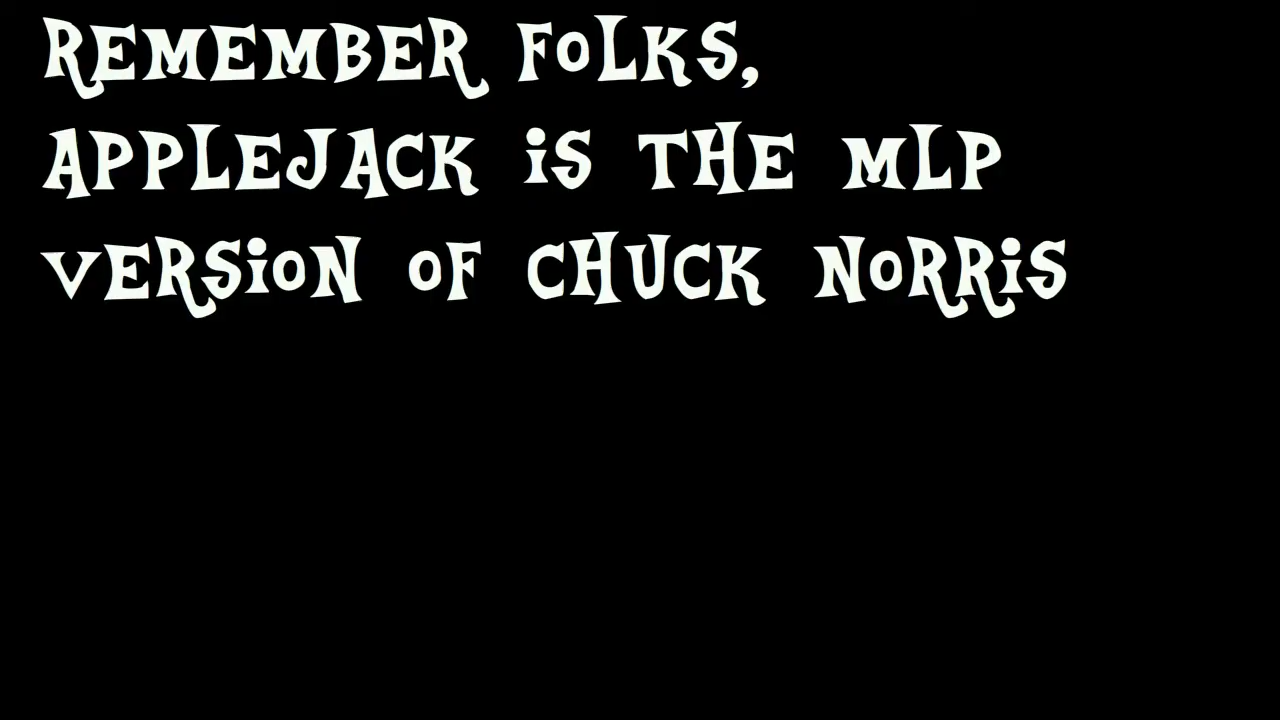 REMEMBER FOLKS,
APPLEJACK iS THE MLP
VERSiON OF CHUCK NORRiS